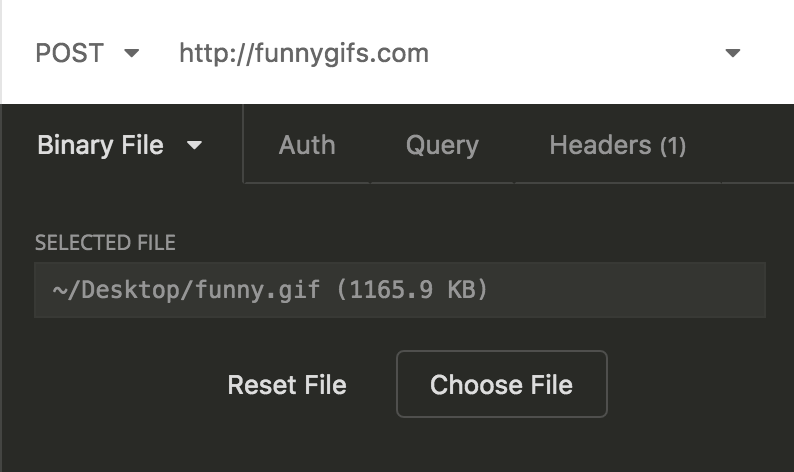 POST http://funnygifs.com
Binary File Auth Query Headers (1)
SELECTED FILE
~/Desktop/funny.gif (1165.9 KB)
Reset File Choose File